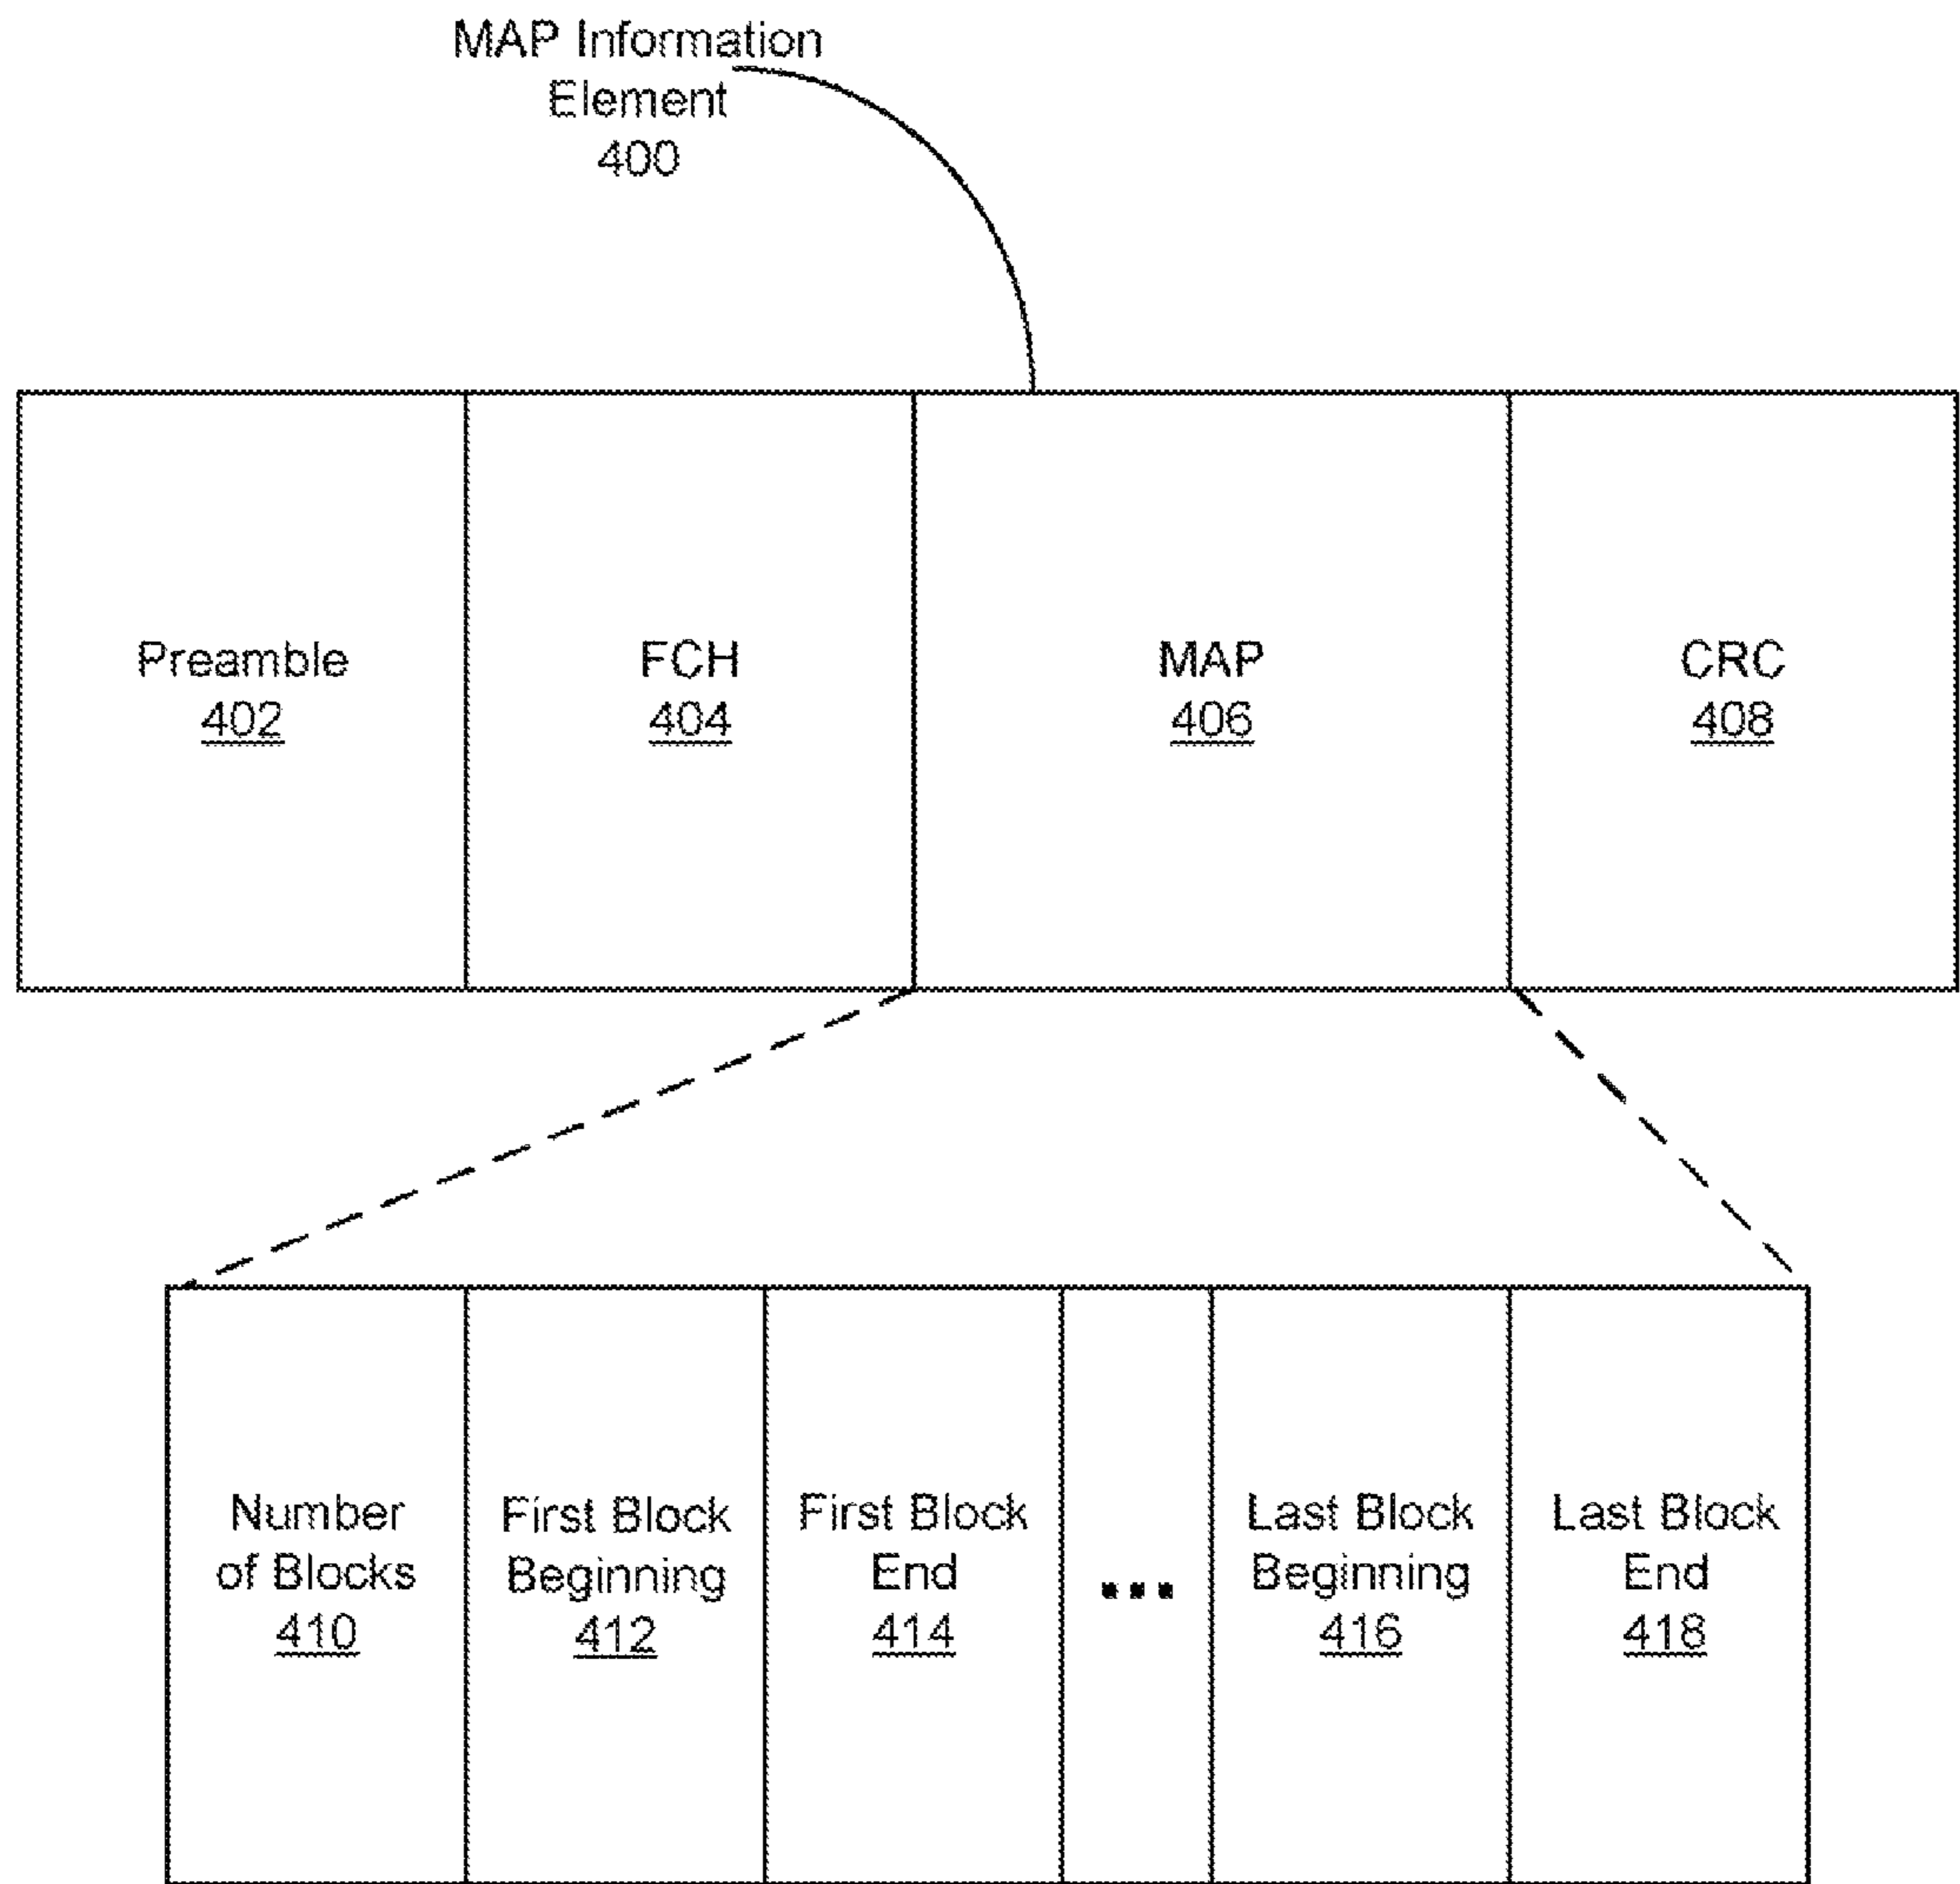 MAP Information
Element
400
Preamble
402
FCH
404
MAP
406
CRC
408
Number
of Blocks
410
First Block
Beginning
412
First Block
End
414
...
Last Block
Beginning
416
Last Block
End
418